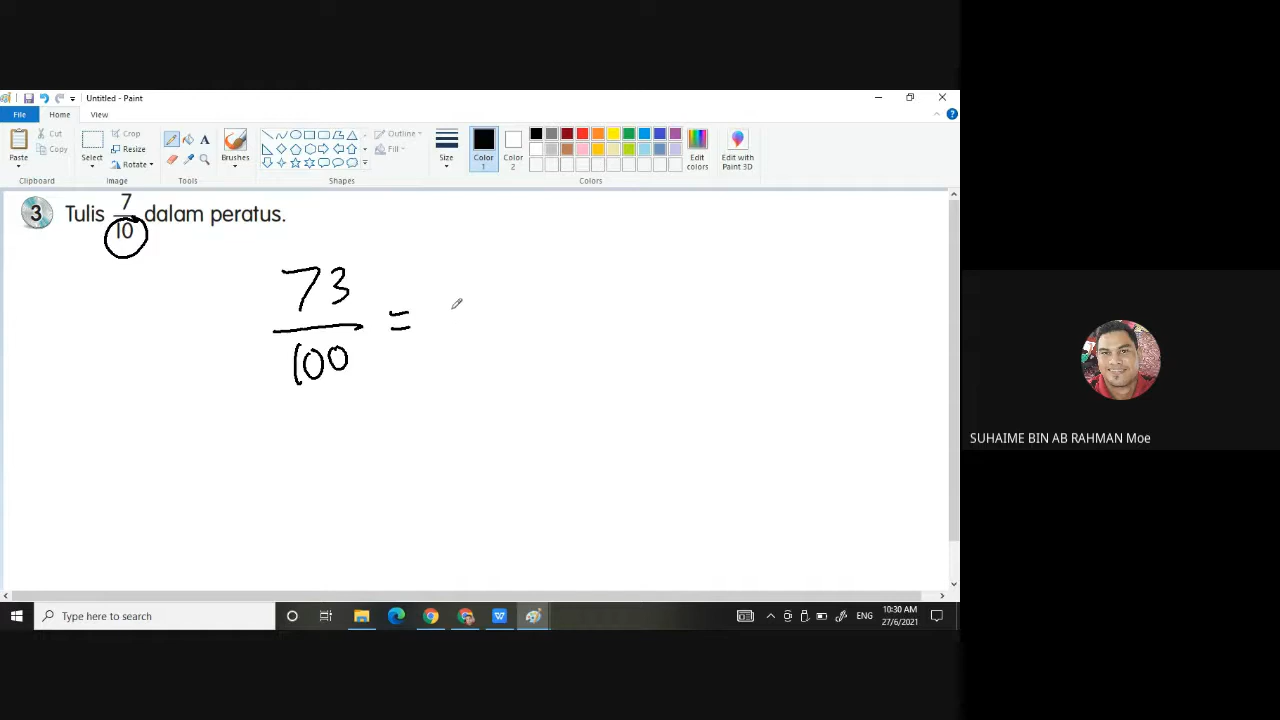 Untitled - Paint
File Home View
Paste
Cut
Copy
Clipboard
Select
Crop
Resize
Rotate
Image
Tools
Brushes
Shapes
Outline
Fill
Size
Color 1
Color 2
Colors
Edit colors
Edit with Paint 3D
3 Tulis 7/10 dalam peratus.
73
100
=
SUHAIME BIN AB RAHMAN Moe
Type here to search
ENG
10:30 AM
27/6/2021